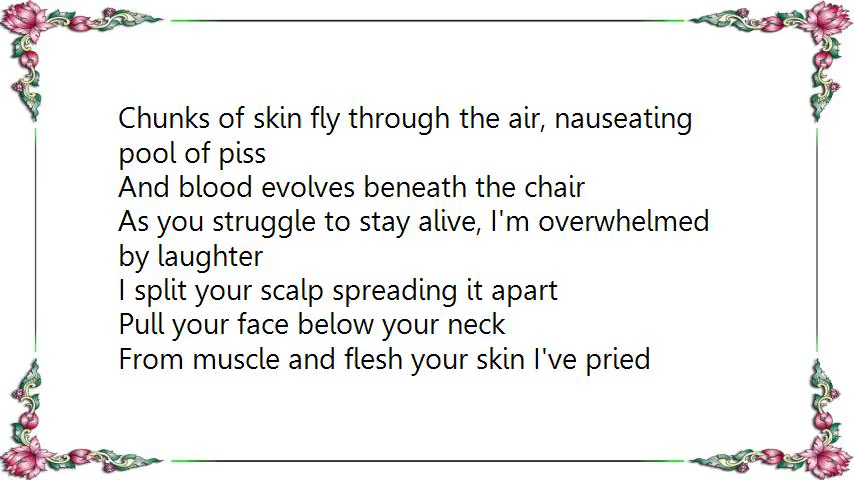 Chunks of skin fly through the air, nauseating
pool of piss
And blood evolves beneath the chair
As you struggle to stay alive, I'm overwhelmed
by laughter
I split your scalp spreading it apart
Pull your face below your neck
From muscle and flesh your skin I've pried